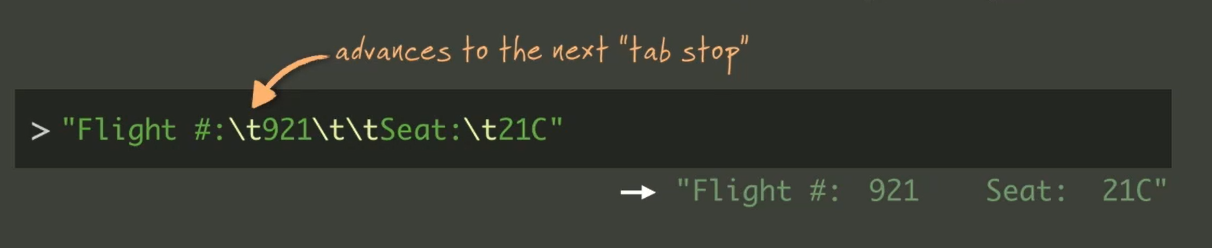 advances to the next "tab stop"
> "Flight #:\t921\t\tSeat:\t21C"
→ "Flight #:  921    Seat:  21C"